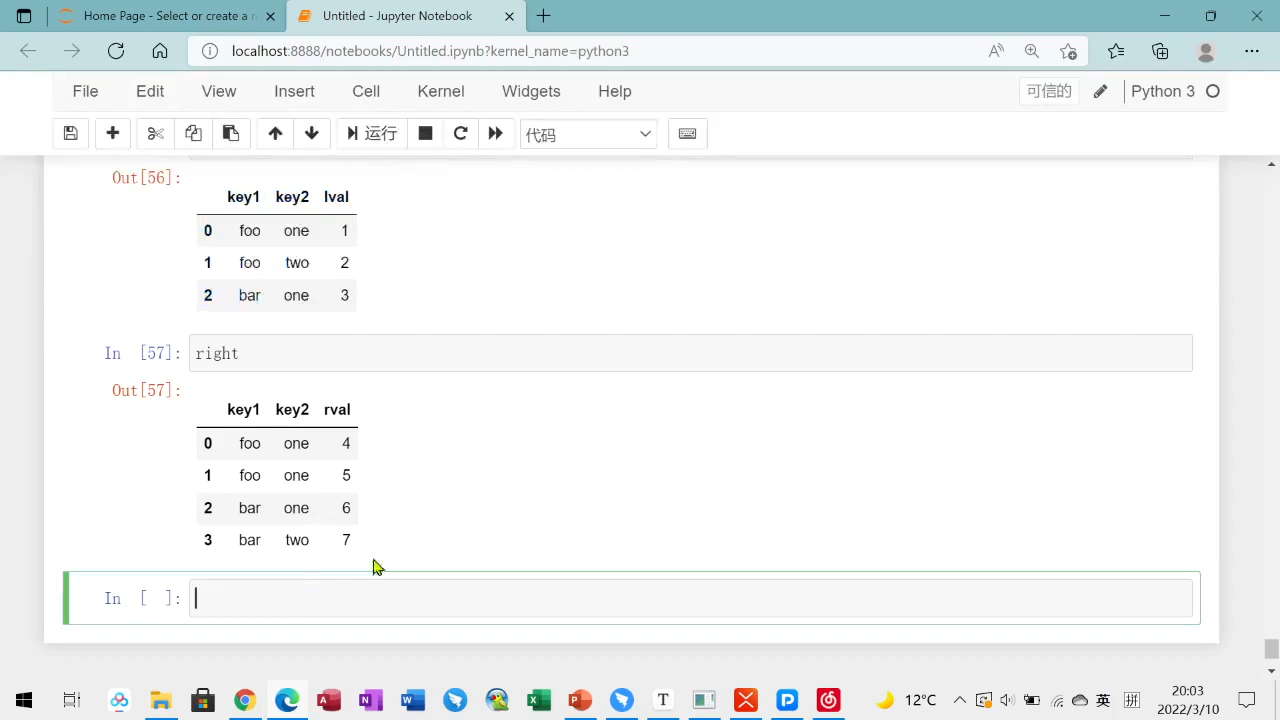 Home Page - Select or create a n
Untitled - Jupyter Notebook
localhost:8888/notebooks/Untitled.ipynb?kernel_name=python3
File Edit View Insert Cell Kernel Widgets Help 可信的 Python 3
运行 代码
Out[56]:
key1 key2 lval
0 foo one 1
1 foo two 2
2 bar one 3
In [57]: right
Out[57]:
key1 key2 rval
0 foo one 4
1 foo one 5
2 bar one 6
3 bar two 7
In [ ]:
12°C 英 拼 20:03
2022/3/10